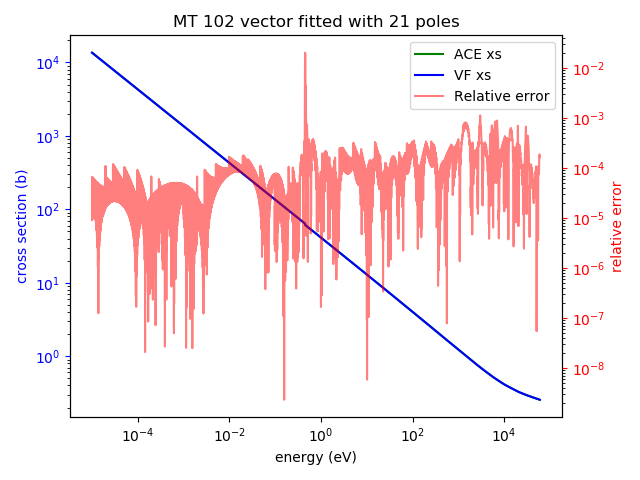 MT 102 vector fitted with 21 poles
ACE xs
VF xs
Relative error
cross section (b)
10^4
10^3
10^2
10^1
10^0
10^-2
10^-3
10^-4
10^-5
10^-6
10^-7
10^-8
relative error
10^-4
10^-2
10^0
10^2
10^4
energy (eV)